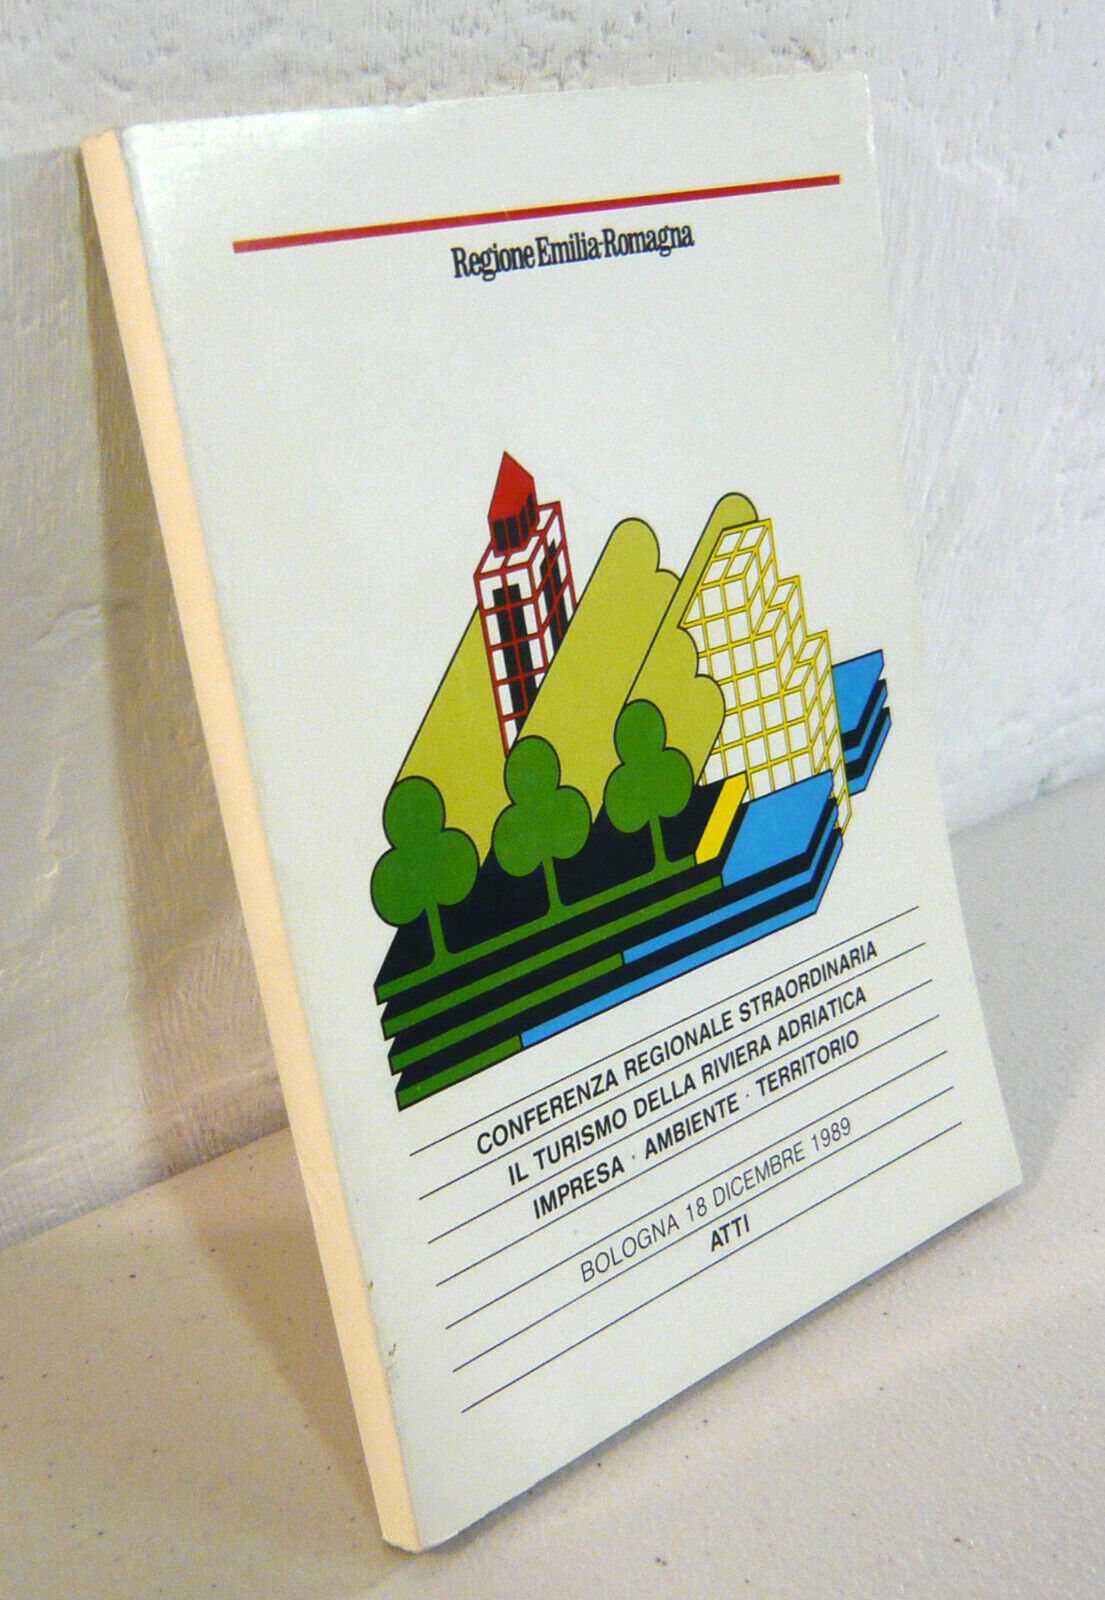 Regione Emilia-Romagna
CONFERENZA REGIONALE STRAORDINARIA
IL TURISMO DELLA RIVIERA ADRIATICA
IMPRESA · AMBIENTE · TERRITORIO
BOLOGNA 18 DICEMBRE 1989
ATTI